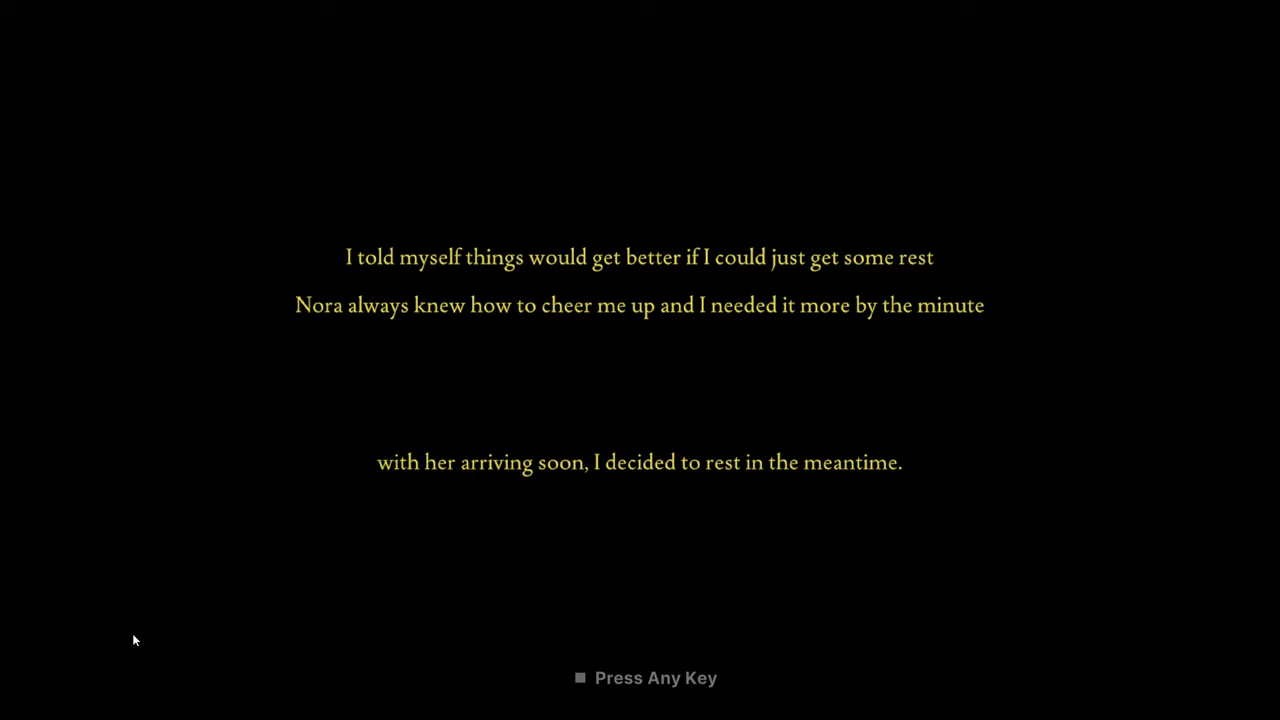 I told myself things would get better if I could just get some rest
Nora always knew how to cheer me up and I needed it more by the minute
with her arriving soon, I decided to rest in the meantime.
Press Any Key